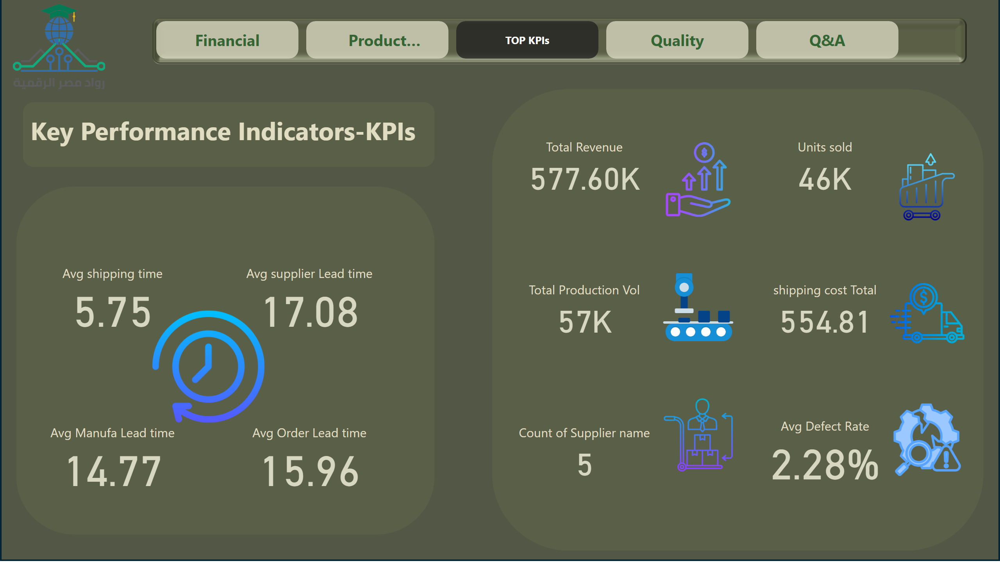 رواد مصر الرقمية
Financial
Product...
TOP KPIs
Quality
Q&A
Key Performance Indicators-KPIs
Avg shipping time
5.75
Avg supplier Lead time
17.08
Avg Manufa Lead time
14.77
Avg Order Lead time
15.96
Total Revenue
577.60K
Units sold
46K
Total Production Vol
57K
shipping cost Total
554.81
Count of Supplier name
5
Avg Defect Rate
2.28%